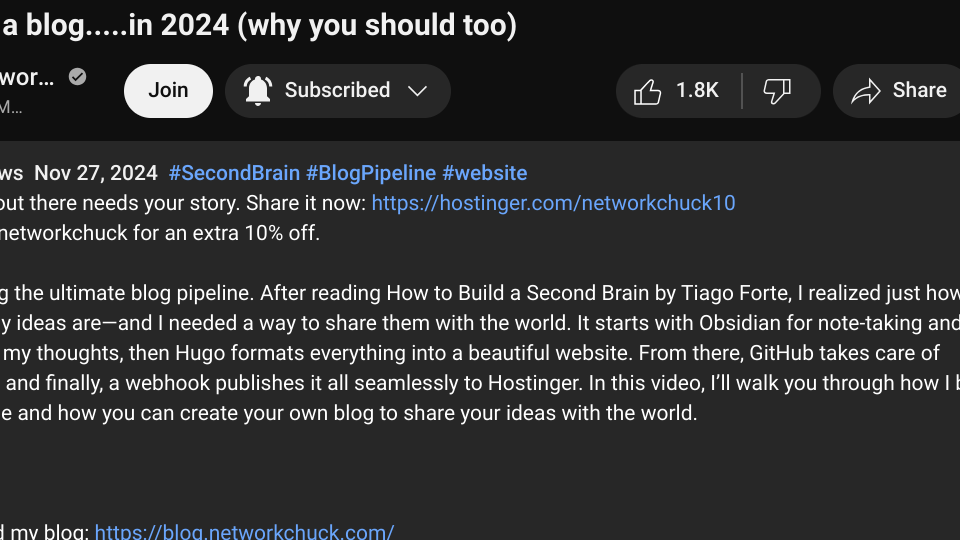 a blog.....in 2024 (why you should too)
wor...
Join
Subscribed
1.8K
Share
M...
ws Nov 27, 2024 #SecondBrain #BlogPipeline #website
out there needs your story. Share it now: https://hostinger.com/networkchuck10
networkchuck for an extra 10% off.
g the ultimate blog pipeline. After reading How to Build a Second Brain by Tiago Forte, I realized just how
y ideas are—and I needed a way to share them with the world. It starts with Obsidian for note-taking and
my thoughts, then Hugo formats everything into a beautiful website. From there, GitHub takes care of
and finally, a webhook publishes it all seamlessly to Hostinger. In this video, I’ll walk you through how I b
e and how you can create your own blog to share your ideas with the world.
d my blog: https://blog.networkchuck.com/